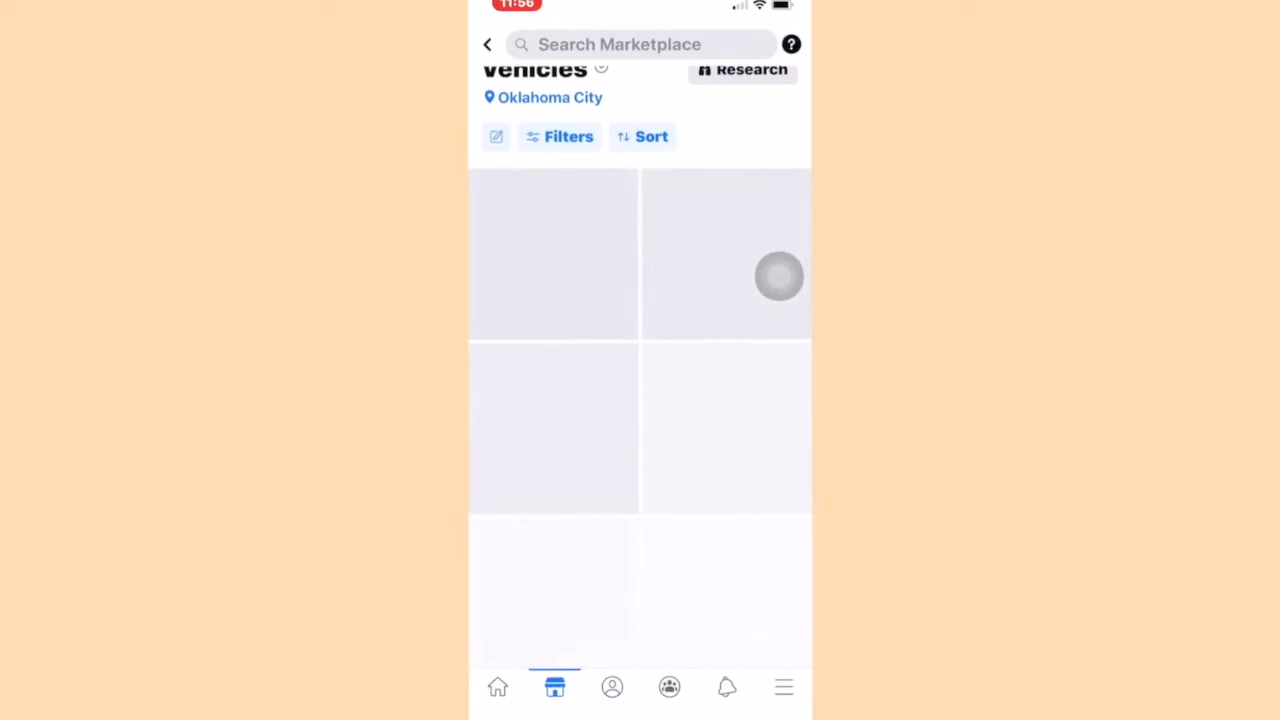 11:56
Search Marketplace
?
Vehicles
Research
Oklahoma City
Filters
Sort